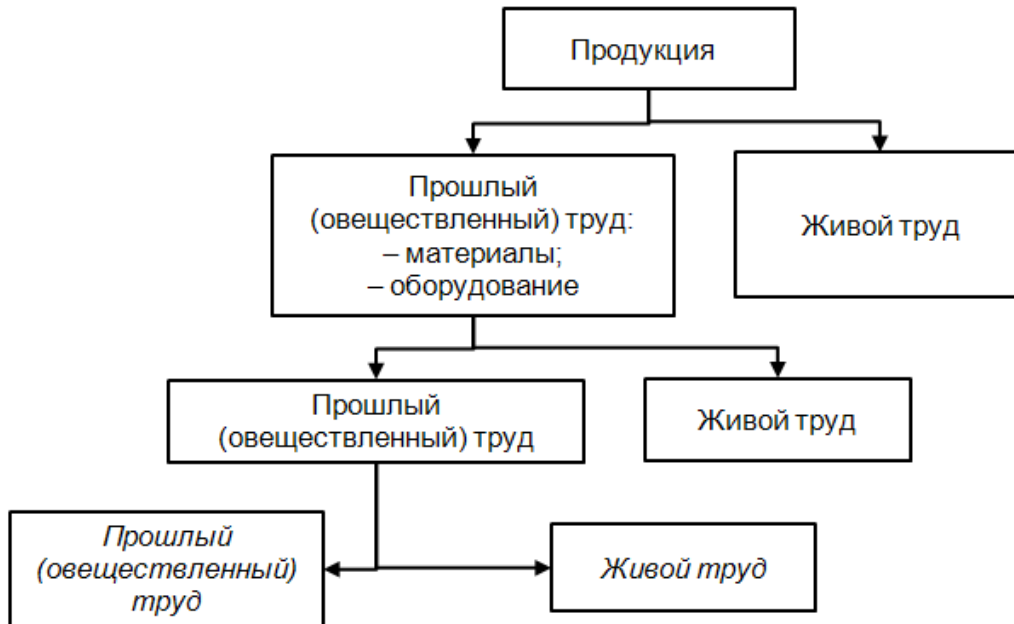 Продукция
Прошлый
(овеществленный) труд:
– материалы;
– оборудование
Живой труд
Прошлый
(овеществленный) труд
Живой труд
Прошлый
(овеществленный)
труд
Живой труд